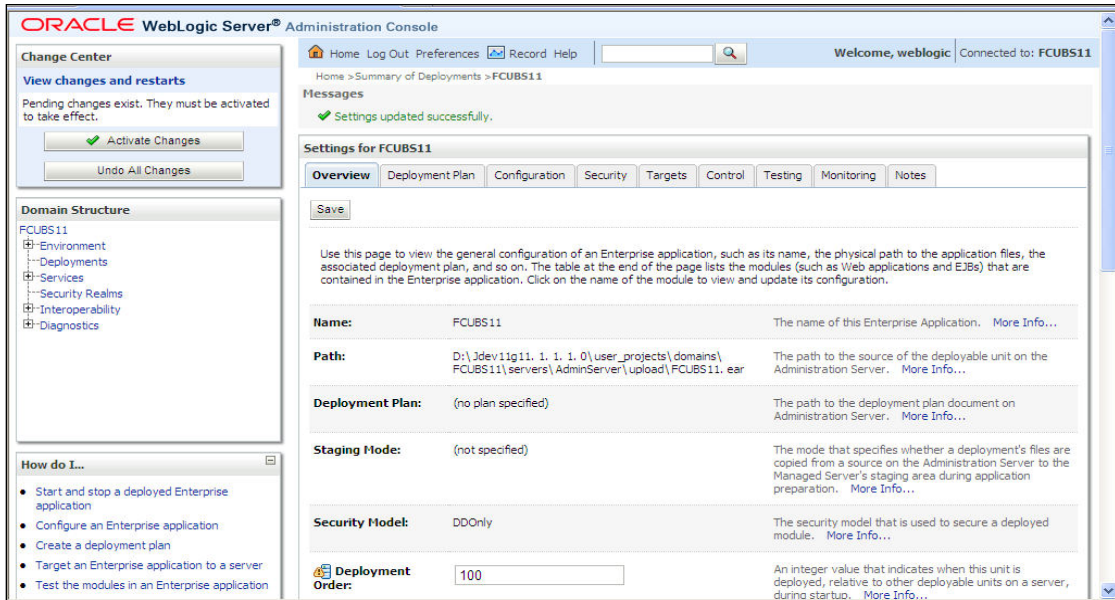 ORACLE WebLogic Server® Administration Console
Change Center
View changes and restarts
Pending changes exist. They must be activated
to take effect.
Activate Changes
Undo All Changes
Domain Structure
FCUBS11
Environment
Deployments
Services
Security Realms
Interoperability
Diagnostics
How do I...
Start and stop a deployed Enterprise
application
Configure an Enterprise application
Create a deployment plan
Target an Enterprise application to a server
Test the modules in an Enterprise application
Home Log Out Preferences Record Help
Welcome, weblogic Connected to: FCUBS11
Home >Summary of Deployments >FCUBS11
Messages
Settings updated successfully.
Settings for FCUBS11
Overview Deployment Plan Configuration Security Targets Control Testing Monitoring Notes
Save
Use this page to view the general configuration of an Enterprise application, such as its name, the physical path to the application files, the
associated deployment plan, and so on. The table at the end of the page lists the modules (such as Web applications and EJBs) that are
contained in the Enterprise application. Click on the name of the module to view and update its configuration.
Name: FCUBS11 The name of this Enterprise Application. More Info...
Path: D:\Jdev11g11. 1. 1. 1. 0\user_projects\domains\ The path to the source of the deployable unit on the
FCUBS11\servers\AdminServer\upload\FCUBS11. ear Administration Server. More Info...
Deployment Plan: (no plan specified) The path to the deployment plan document on
Administration Server. More Info...
Staging Mode: (not specified) The mode that specifies whether a deployment's files are
copied from a source on the Administration Server to the
Managed Server's staging area during application
preparation. More Info...
Security Model: DDOnly The security model that is used to secure a deployed
module. More Info...
Deployment 100 An integer value that indicates when this unit is
Order: deployed, relative to other deployable units on a server,
during startup. More Info...